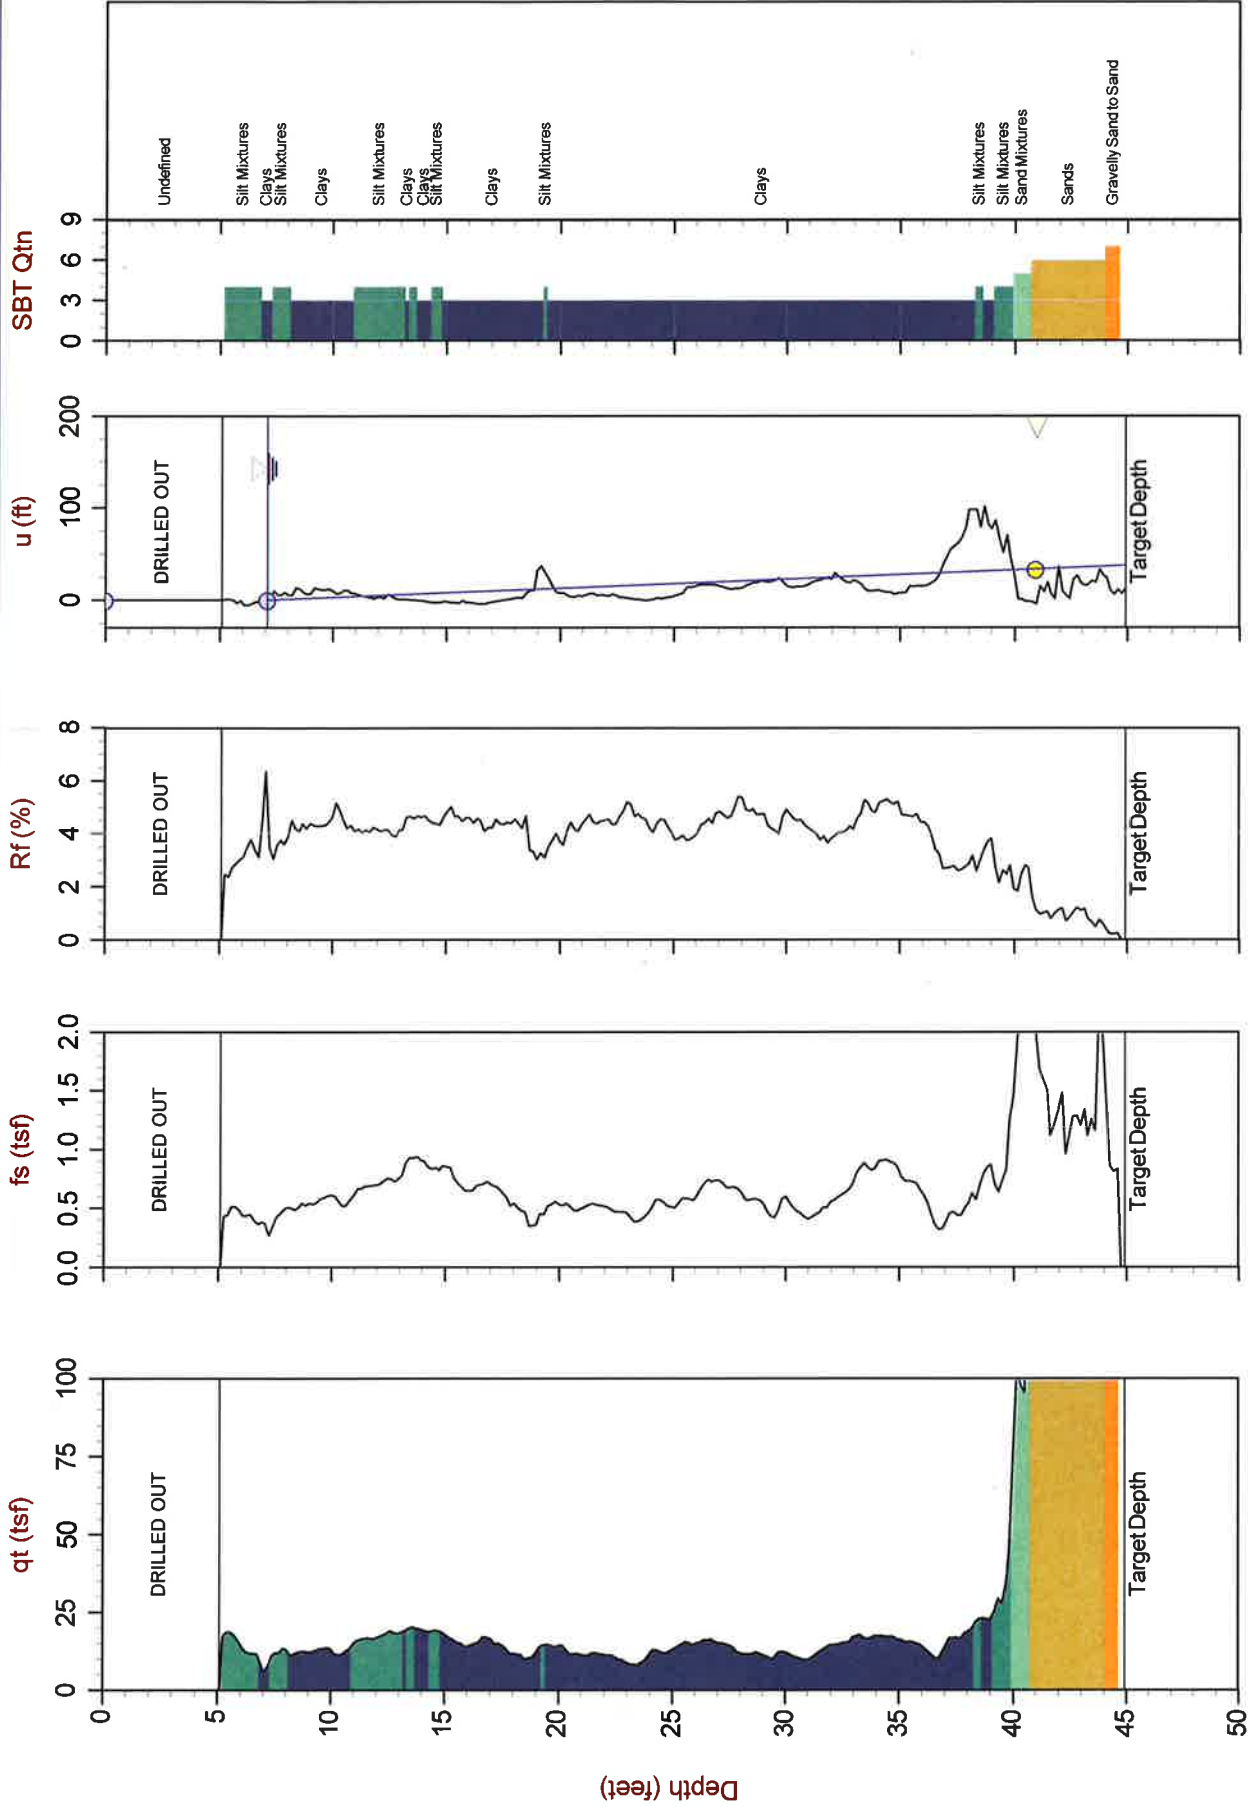 SBT Qtn
0
3
6
9
Undefined
Silt Mixtures
Clays
Silt Mixtures
Clays
Silt Mixtures
Clays
Clays
Silt Mixtures
Clays
Silt Mixtures
Clays
Silt Mixtures
Silt Mixtures
Sand Mixtures
Sands
Gravelly Sand to Sand
u (ft)
0
100
200
DRILLED OUT
Target Depth
Rf (%)
0
2
4
6
8
DRILLED OUT
Target Depth
fs (tsf)
0.0
0.5
1.0
1.5
2.0
DRILLED OUT
Target Depth
qt (tsf)
0
25
50
75
100
DRILLED OUT
Target Depth
0
5
10
15
20
25
30
35
40
45
50
Depth (feet)